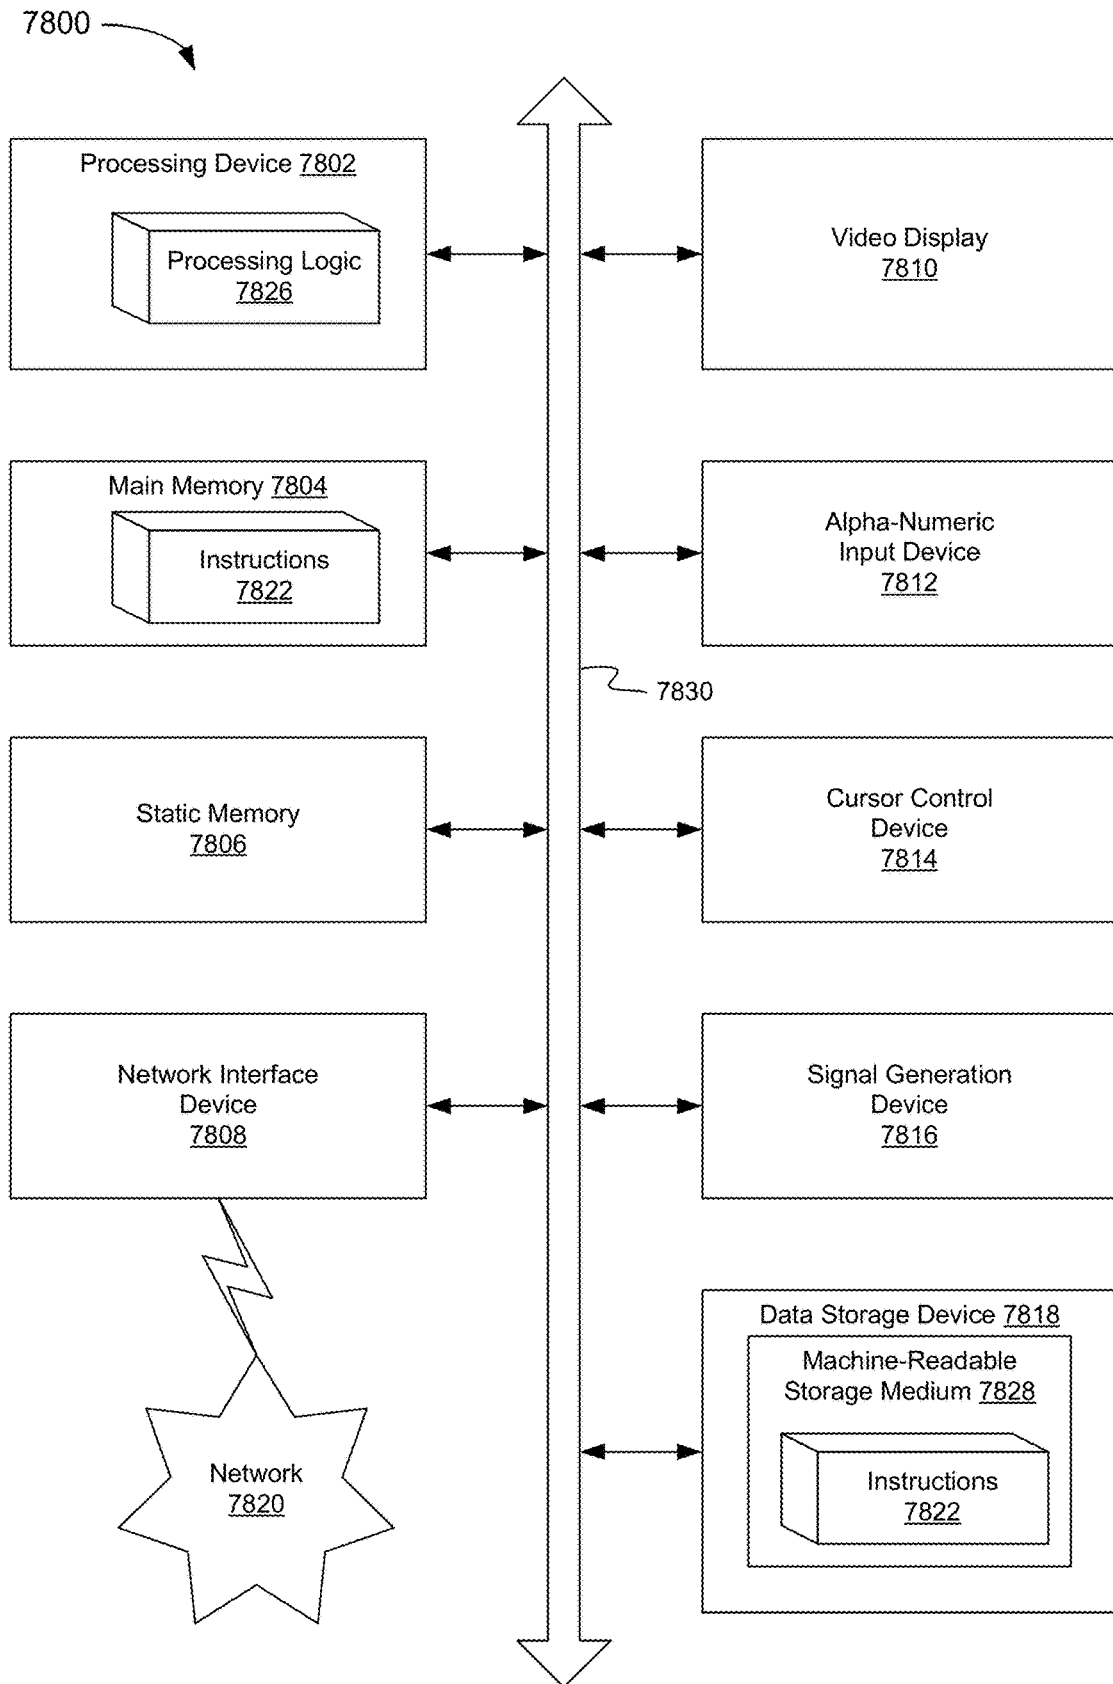 7800
Processing Device 7802
Processing Logic
7826
Video Display
7810
Main Memory 7804
Instructions
7822
Alpha-Numeric
Input Device
7812
7830
Static Memory
7806
Cursor Control
Device
7814
Network Interface
Device
7808
Signal Generation
Device
7816
Data Storage Device 7818
Machine-Readable
Storage Medium 7828
Instructions
7822
Network
7820